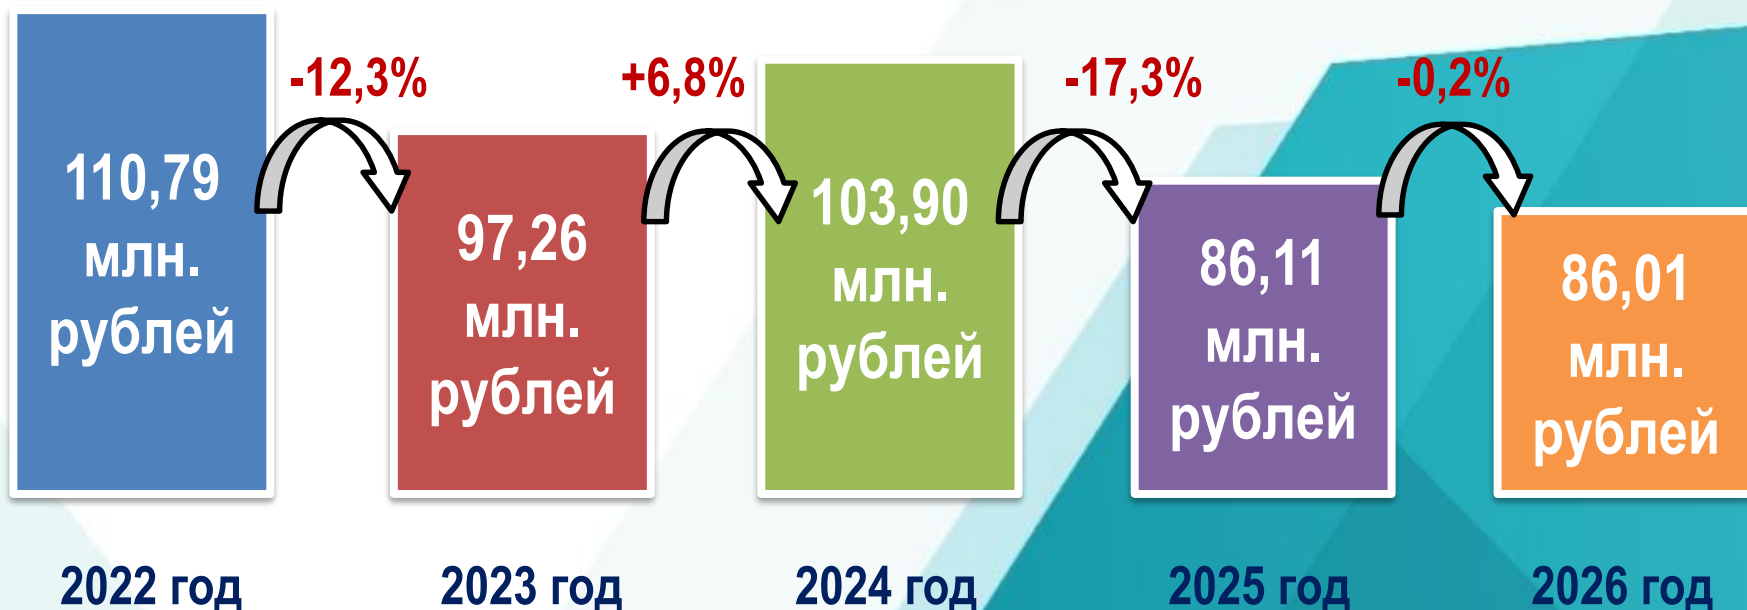 -12,3%
+6,8%
-17,3%
-0,2%
110,79
млн.
рублей
97,26
млн.
рублей
103,90
млн.
рублей
86,11
млн.
рублей
86,01
млн.
рублей
2022 год
2023 год
2024 год
2025 год
2026 год